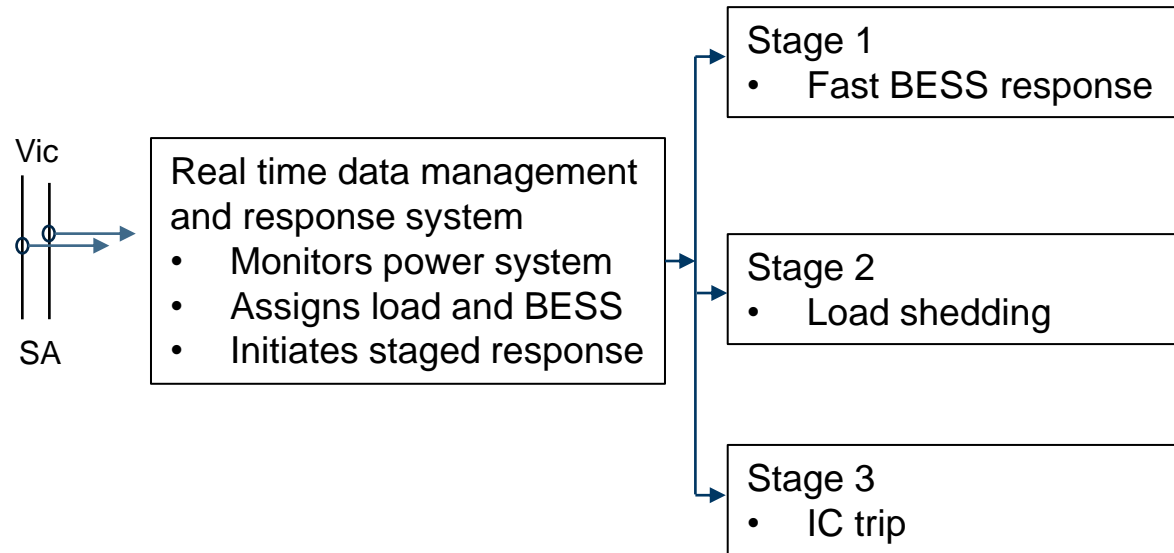 Vic
SA
Real time data management
and response system
• Monitors power system
• Assigns load and BESS
• Initiates staged response
Stage 1
• Fast BESS response
Stage 2
• Load shedding
Stage 3
• IC trip